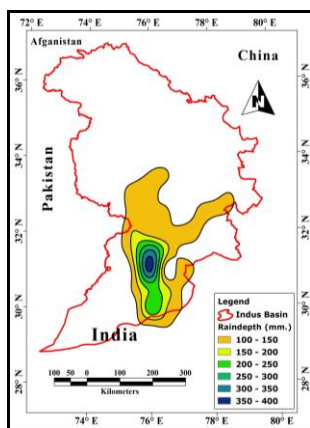 72° E 74° E 76° E 78° E 80° E
Afganistan
China
36° N
36° N
34° N
34° N
N
Pakistan
32° N
32° N
30° N
30° N
India
28° N
28° N
Legend
Indus Basin
Raindepth (mm.)
100 - 150
150 - 200
200 - 250
250 - 300
300 - 350
350 - 400
100 50 0 100 200 300
Kilometers
74° E 76° E 78° E 80° E